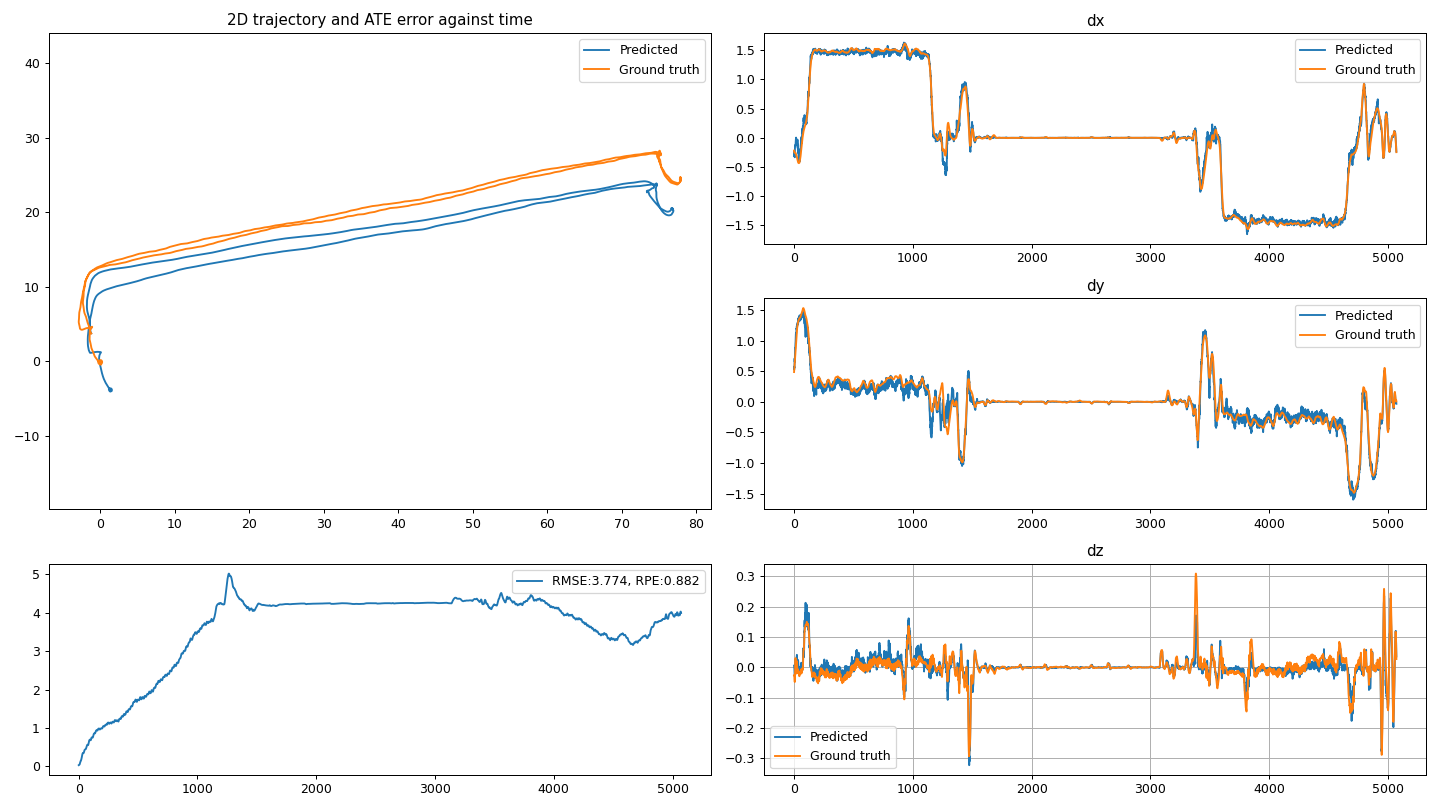 2D trajectory and ATE error against time
Predicted
Ground truth
40
30
20
10
0
−10
0 10 20 30 40 50 60 70 80
RMSE:3.774, RPE:0.882
5
4
3
2
1
0
0 1000 2000 3000 4000 5000
dx
Predicted
Ground truth
1.5
1.0
0.5
0.0
−0.5
−1.0
−1.5
0 1000 2000 3000 4000 5000
dy
Predicted
Ground truth
1.5
1.0
0.5
0.0
−0.5
−1.0
−1.5
0 1000 2000 3000 4000 5000
dz
0.3
0.2
0.1
0.0
−0.1
−0.2
−0.3
Predicted
Ground truth
0 1000 2000 3000 4000 5000